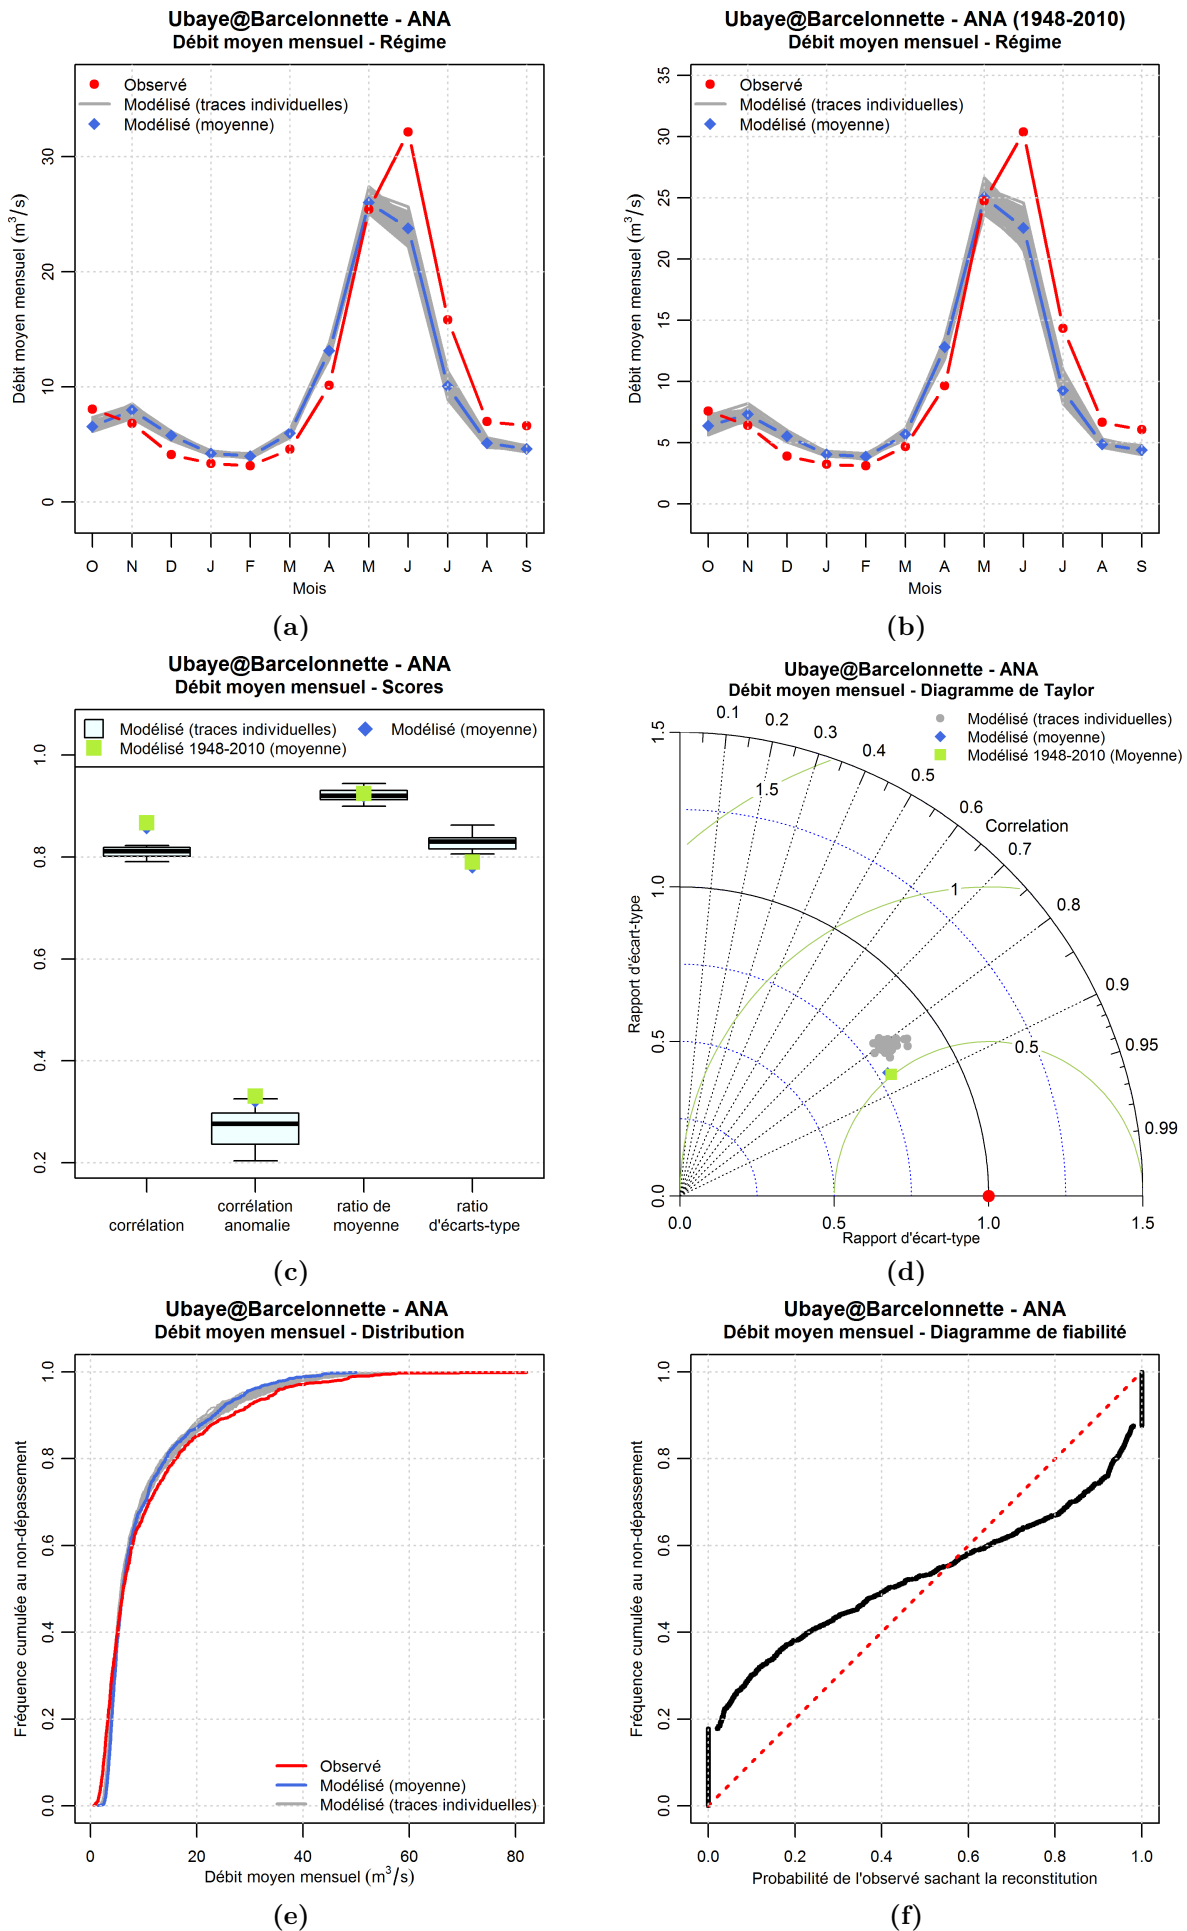 Ubaye@Barcelonnette - ANA
Débit moyen mensuel - Régime
Observé
Modélisé (traces individuelles)
Modélisé (moyenne)
Débit moyen mensuel (m³/s)
0
10
20
30
O N D J F M A M J J A S
Mois
(a)
Ubaye@Barcelonnette - ANA (1948-2010)
Débit moyen mensuel - Régime
Observé
Modélisé (traces individuelles)
Modélisé (moyenne)
Débit moyen mensuel (m³/s)
0
5
10
15
20
25
30
35
O N D J F M A M J J A S
Mois
(b)
Ubaye@Barcelonnette - ANA
Débit moyen mensuel - Scores
Modélisé (traces individuelles)
Modélisé (moyenne)
Modélisé 1948-2010 (moyenne)
0.2
0.4
0.6
0.8
1.0
corrélation
corrélation
anomalie
ratio de
moyenne
ratio
d'écarts-type
(c)
Ubaye@Barcelonnette - ANA
Débit moyen mensuel - Diagramme de Taylor
Modélisé (traces individuelles)
Modélisé (moyenne)
Modélisé 1948-2010 (Moyenne)
0.1
0.2
0.3
0.4
0.5
0.6
Correlation
0.7
0.8
0.9
0.95
0.99
1.5
1
0.5
Rapport d'écart-type
0.0
0.5
1.0
1.5
0.0 0.5 1.0 1.5
Rapport d'écart-type
(d)
Ubaye@Barcelonnette - ANA
Débit moyen mensuel - Distribution
Fréquence cumulée au non-dépassement
0.0
0.2
0.4
0.6
0.8
1.0
Observé
Modélisé (moyenne)
Modélisé (traces individuelles)
0 20 40 60 80
Débit moyen mensuel (m³/s)
(e)
Ubaye@Barcelonnette - ANA
Débit moyen mensuel - Diagramme de fiabilité
Fréquence cumulée au non-dépassement
0.0
0.2
0.4
0.6
0.8
1.0
0.0 0.2 0.4 0.6 0.8 1.0
Probabilité de l'observé sachant la reconstitution
(f)